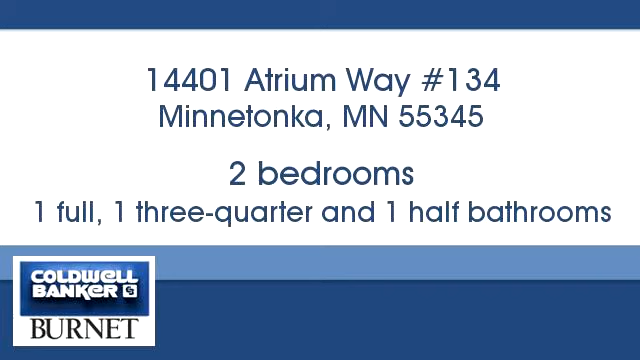 14401 Atrium Way #134
Minnetonka, MN 55345
2 bedrooms
1 full, 1 three-quarter and 1 half bathrooms
COLDWELL
BANKER CB
BURNET